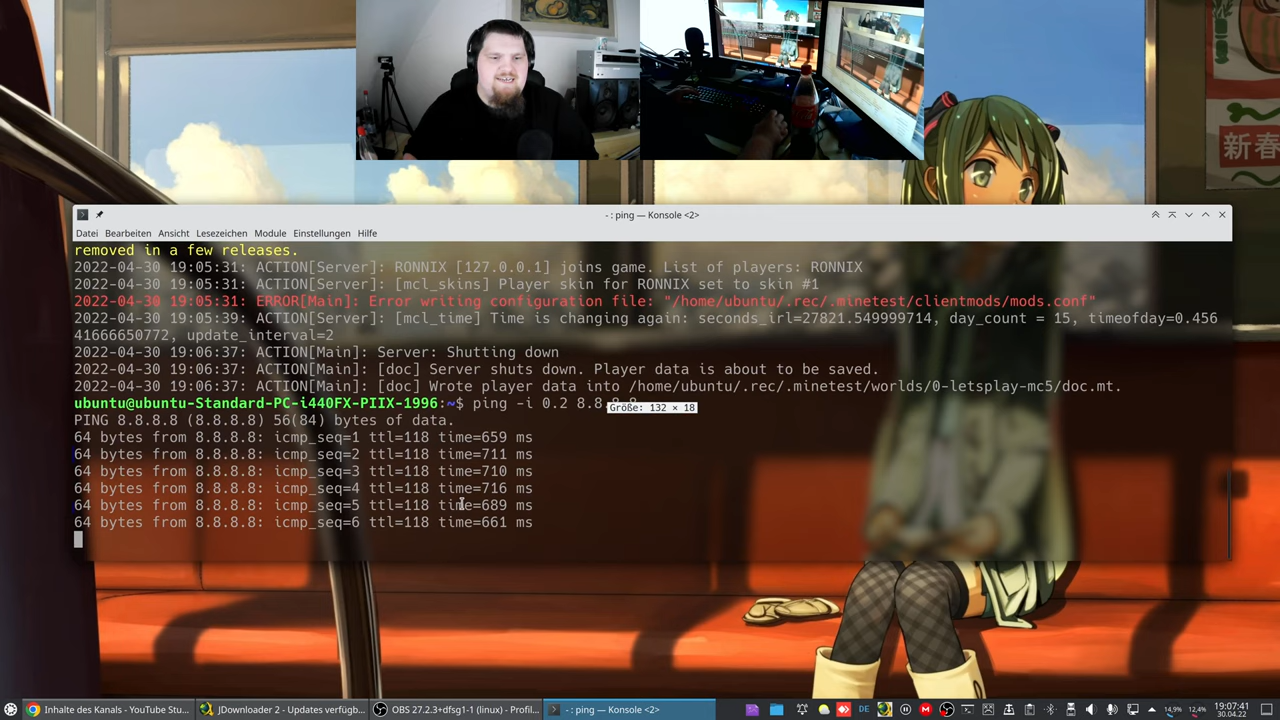 新春
- : ping — Konsole <2>
Datei Bearbeiten Ansicht Lesezeichen Module Einstellungen Hilfe
removed in a few releases.
2022-04-30 19:05:31: ACTION[Server]: RONNIX [127.0.0.1] joins game. List of players: RONNIX
2022-04-30 19:05:31: ACTION[Server]: [mcl_skins] Player skin for RONNIX set to skin #1
2022-04-30 19:05:31: ERROR[Main]: Error writing configuration file: "/home/ubuntu/.rec/.minetest/clientmods/mods.conf"
2022-04-30 19:05:39: ACTION[Server]: [mcl_time] Time is changing again: seconds_irl=27821.549999714, day_count = 15, timeofday=0.456
41666650772, update_interval=2
2022-04-30 19:06:37: ACTION[Main]: Server: Shutting down
2022-04-30 19:06:37: ACTION[Main]: [doc] Server shuts down. Player data is about to be saved.
2022-04-30 19:06:37: ACTION[Main]: [doc] Wrote player data into /home/ubuntu/.rec/.minetest/worlds/0-letsplay-mc5/doc.mt.
ubuntu@ubuntu-Standard-PC-i440FX-PIIX-1996:~$ ping -i 0.2 8.8.8.8
Größe: 132 × 18
PING 8.8.8.8 (8.8.8.8) 56(84) bytes of data.
64 bytes from 8.8.8.8: icmp_seq=1 ttl=118 time=659 ms
64 bytes from 8.8.8.8: icmp_seq=2 ttl=118 time=711 ms
64 bytes from 8.8.8.8: icmp_seq=3 ttl=118 time=710 ms
64 bytes from 8.8.8.8: icmp_seq=4 ttl=118 time=716 ms
64 bytes from 8.8.8.8: icmp_seq=5 ttl=118 time=689 ms
64 bytes from 8.8.8.8: icmp_seq=6 ttl=118 time=661 ms
Inhalte des Kanals - YouTube Stu... JDownloader 2 - Updates verfügb... OBS 27.2.3+dfsg1-1 (linux) - Profil... - : ping — Konsole <2> DE 14,9% 12,4% 19:07:41
30.04.22